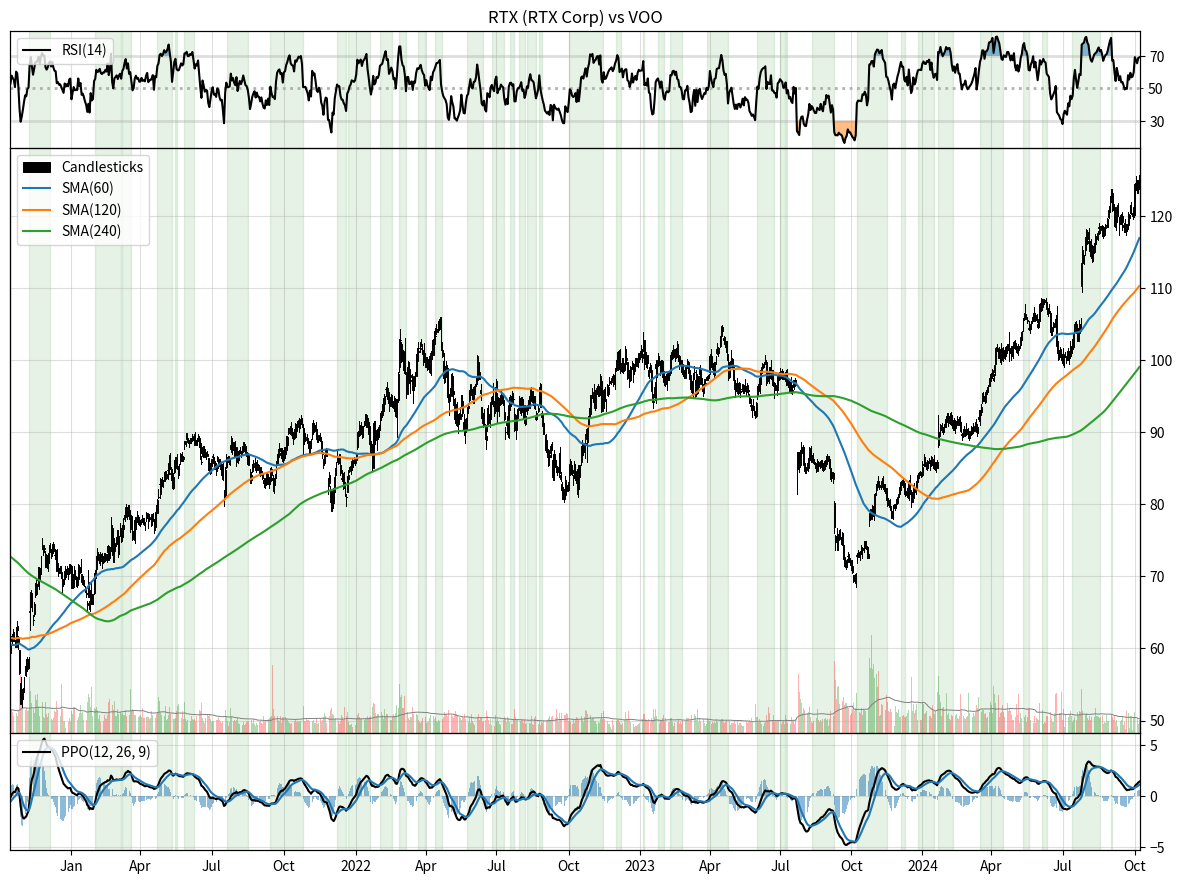 RTX (RTX Corp) vs VOO
RSI(14)
70
50
30
Candlesticks
SMA(60)
SMA(120)
SMA(240)
120
110
100
90
80
70
60
50
PPO(12, 26, 9)
5
0
−5
Jan Apr Jul Oct 2022 Apr Jul Oct 2023 Apr Jul Oct 2024 Apr Jul Oct